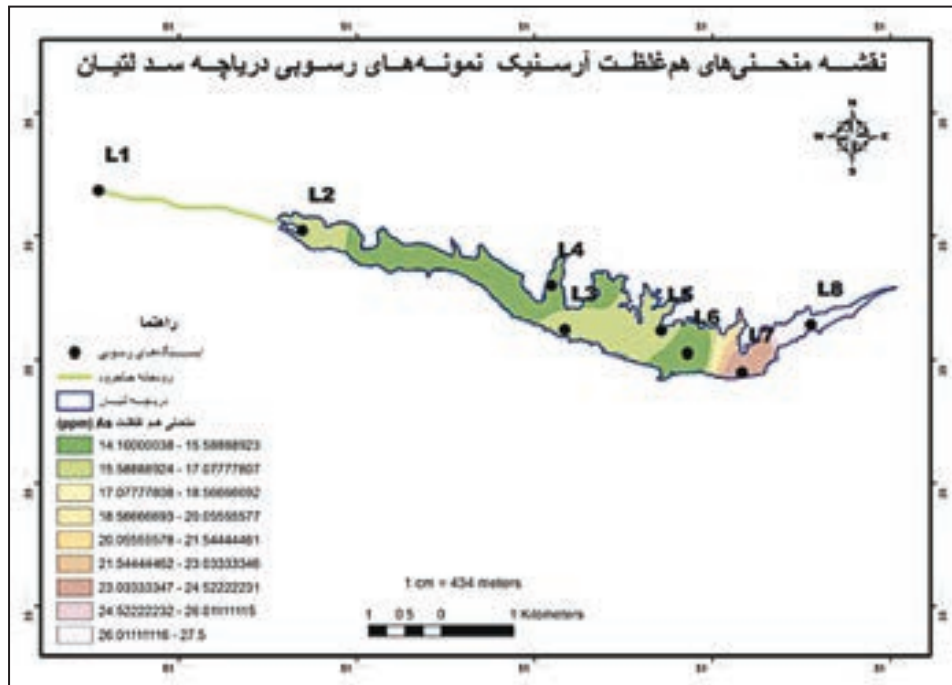 نقشه منحنی‌های هم‌غلظت آرسنیک نمونه‌های رسوبی دریاچه سد لتیان
N
W E
S
L1
L2
L4
L3
L5
L6
L7
L8
راهنما
ایستگاه‌های رسوبی
رودخانه جاجرود
دریاچه لتیان
منحنی هم غلظت As (ppm)
14.10000038 - 15.58888923
15.58888924 - 17.07777807
17.07777808 - 18.56666692
18.56666693 - 20.05555577
20.05555578 - 21.54444461
21.54444462 - 23.03333346
23.03333347 - 24.52222231
24.52222232 - 26.01111115
26.01111116 - 27.5
1 cm = 434 meters
1 0.5 0 1 Kilometers